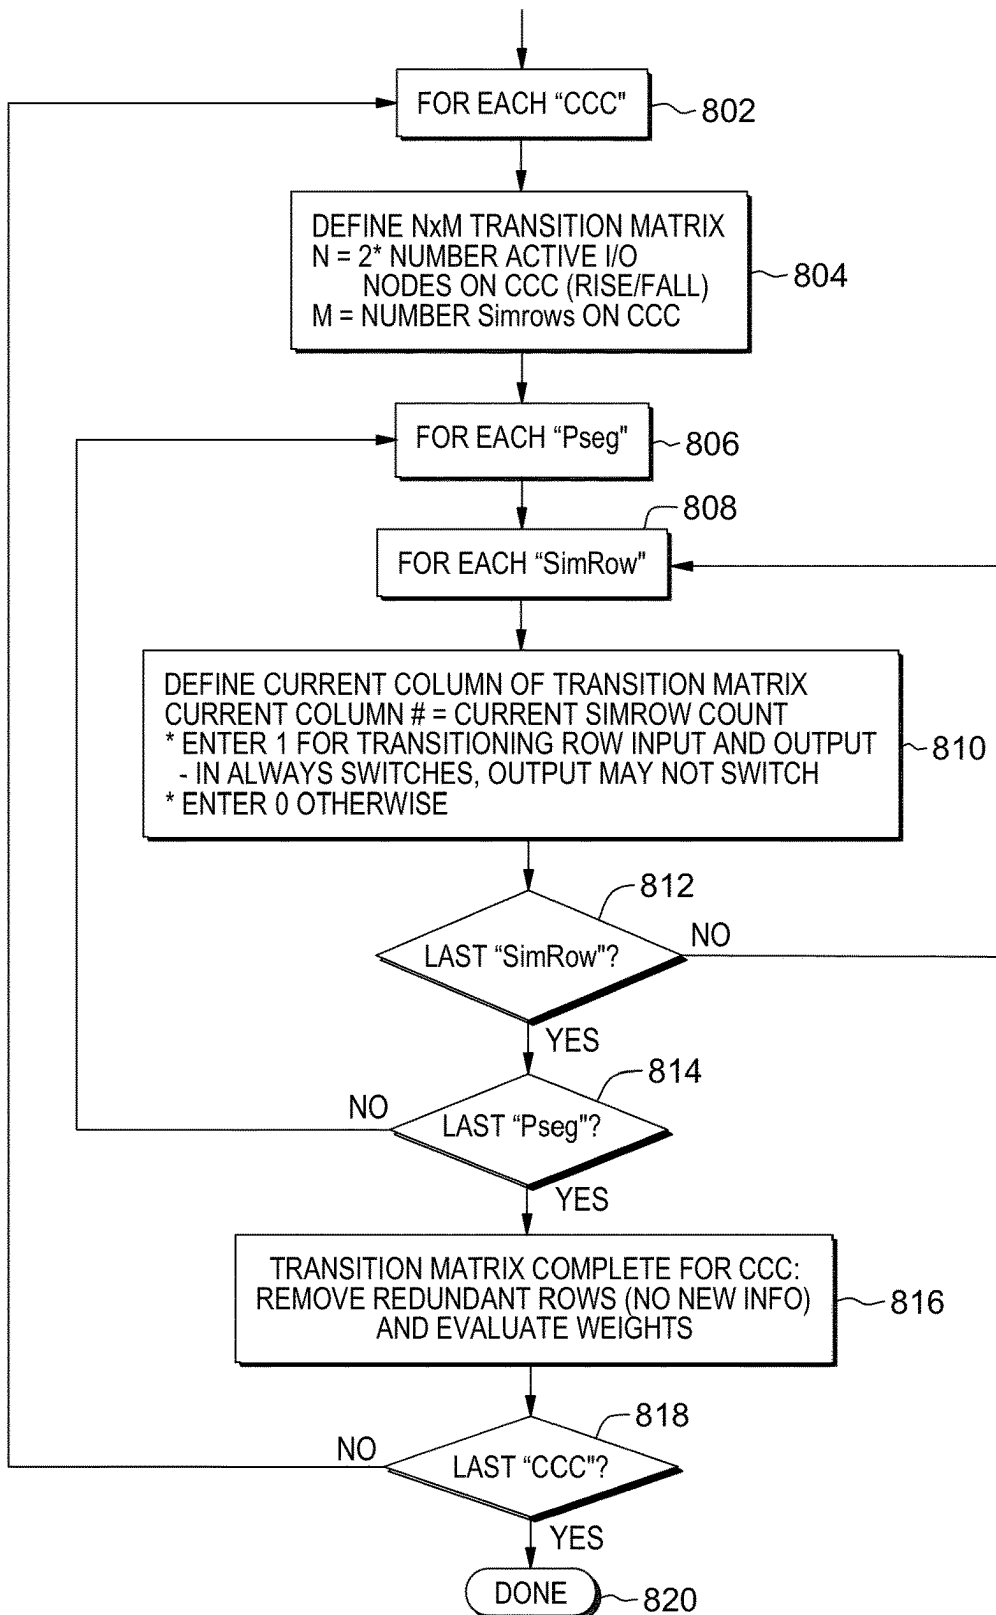 FOR EACH “CCC”
802
DEFINE NxM TRANSITION MATRIX
N = 2* NUMBER ACTIVE I/O
NODES ON CCC (RISE/FALL)
M = NUMBER Simrows ON CCC
804
FOR EACH “Pseg”
806
808
FOR EACH “SimRow”
DEFINE CURRENT COLUMN OF TRANSITION MATRIX
CURRENT COLUMN # = CURRENT SIMROW COUNT
* ENTER 1 FOR TRANSITIONING ROW INPUT AND OUTPUT
- IN ALWAYS SWITCHES, OUTPUT MAY NOT SWITCH
* ENTER 0 OTHERWISE
810
812
LAST “SimRow”?
NO
YES
814
NO
LAST “Pseg”?
YES
TRANSITION MATRIX COMPLETE FOR CCC:
REMOVE REDUNDANT ROWS (NO NEW INFO)
AND EVALUATE WEIGHTS
816
818
NO
LAST “CCC”?
YES
DONE
820